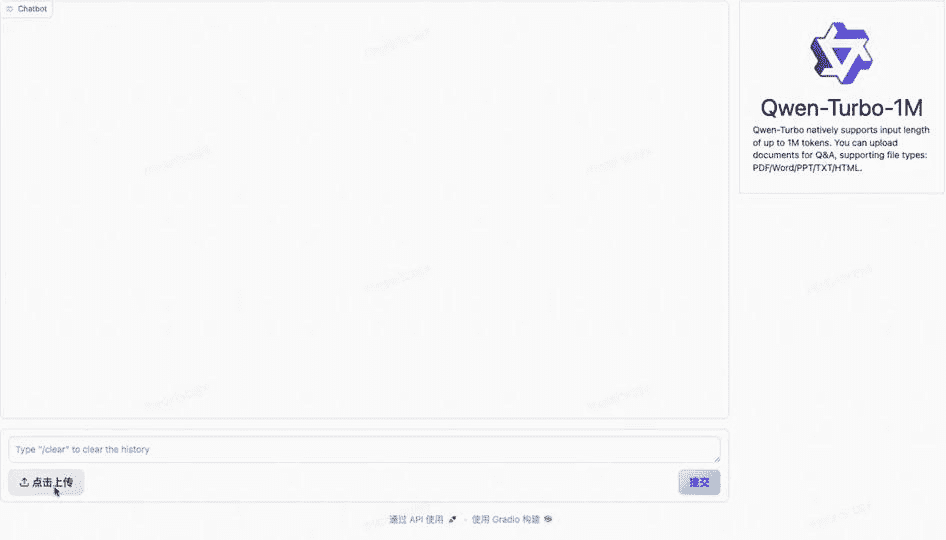 Chatbot
Qwen-Turbo-1M
Qwen-Turbo natively supports input length
of up to 1M tokens. You can upload
documents for Q&A, supporting file types:
PDF/Word/PPT/TXT/HTML.
Type "/clear" to clear the history
点击上传
提交
通过 API 使用 · 使用 Gradio 构建